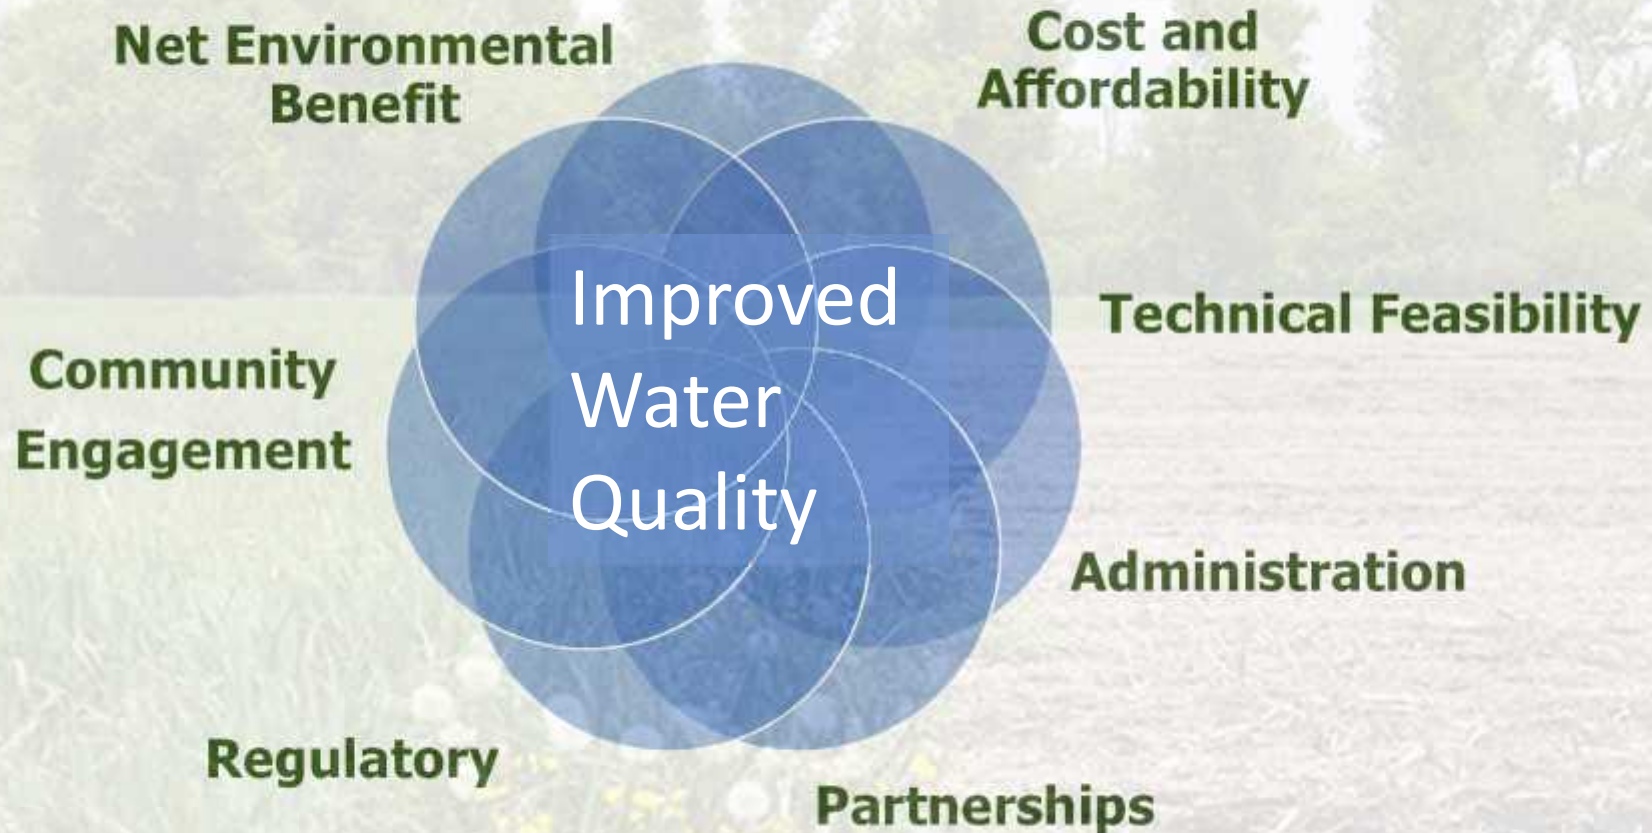 Net Environmental
Benefit
Cost and
Affordability
Technical Feasibility
Community
Engagement
Improved
Water
Quality
Administration
Regulatory
Partnerships